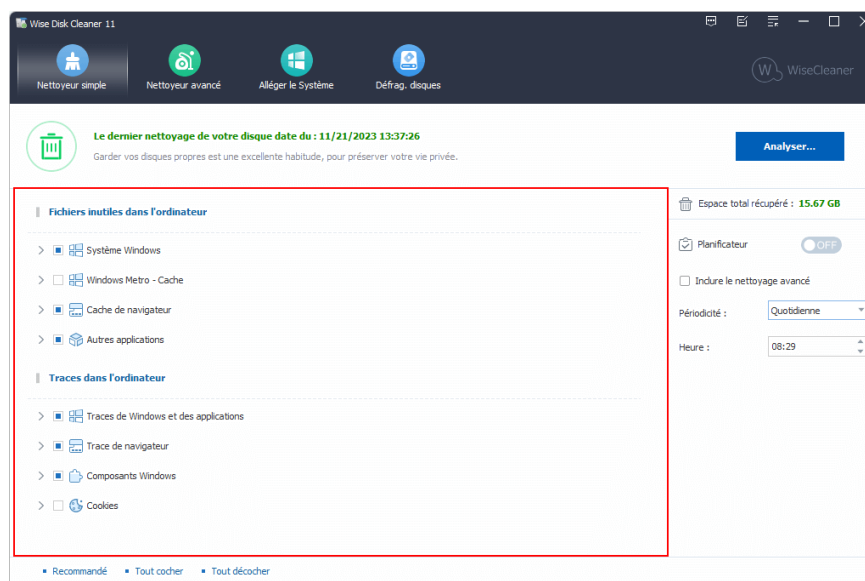 Wise Disk Cleaner 11
Nettoyeur simple
Nettoyeur avancé
Alléger le Système
Défrag. disques
W WiseCleaner
Le dernier nettoyage de votre disque date du : 11/21/2023 13:37:26
Garder vos disques propres est une excellente habitude, pour préserver votre vie privée.
Analyser...
Fichiers inutiles dans l'ordinateur
Système Windows
Windows Metro - Cache
Cache de navigateur
Autres applications
Traces dans l'ordinateur
Traces de Windows et des applications
Trace de navigateur
Composants Windows
Cookies
Espace total récupéré : 15.67 GB
Planificateur
OFF
Inclure le nettoyage avancé
Périodicité :
Quotidienne
Heure :
08:29
Recommandé
Tout cocher
Tout décocher